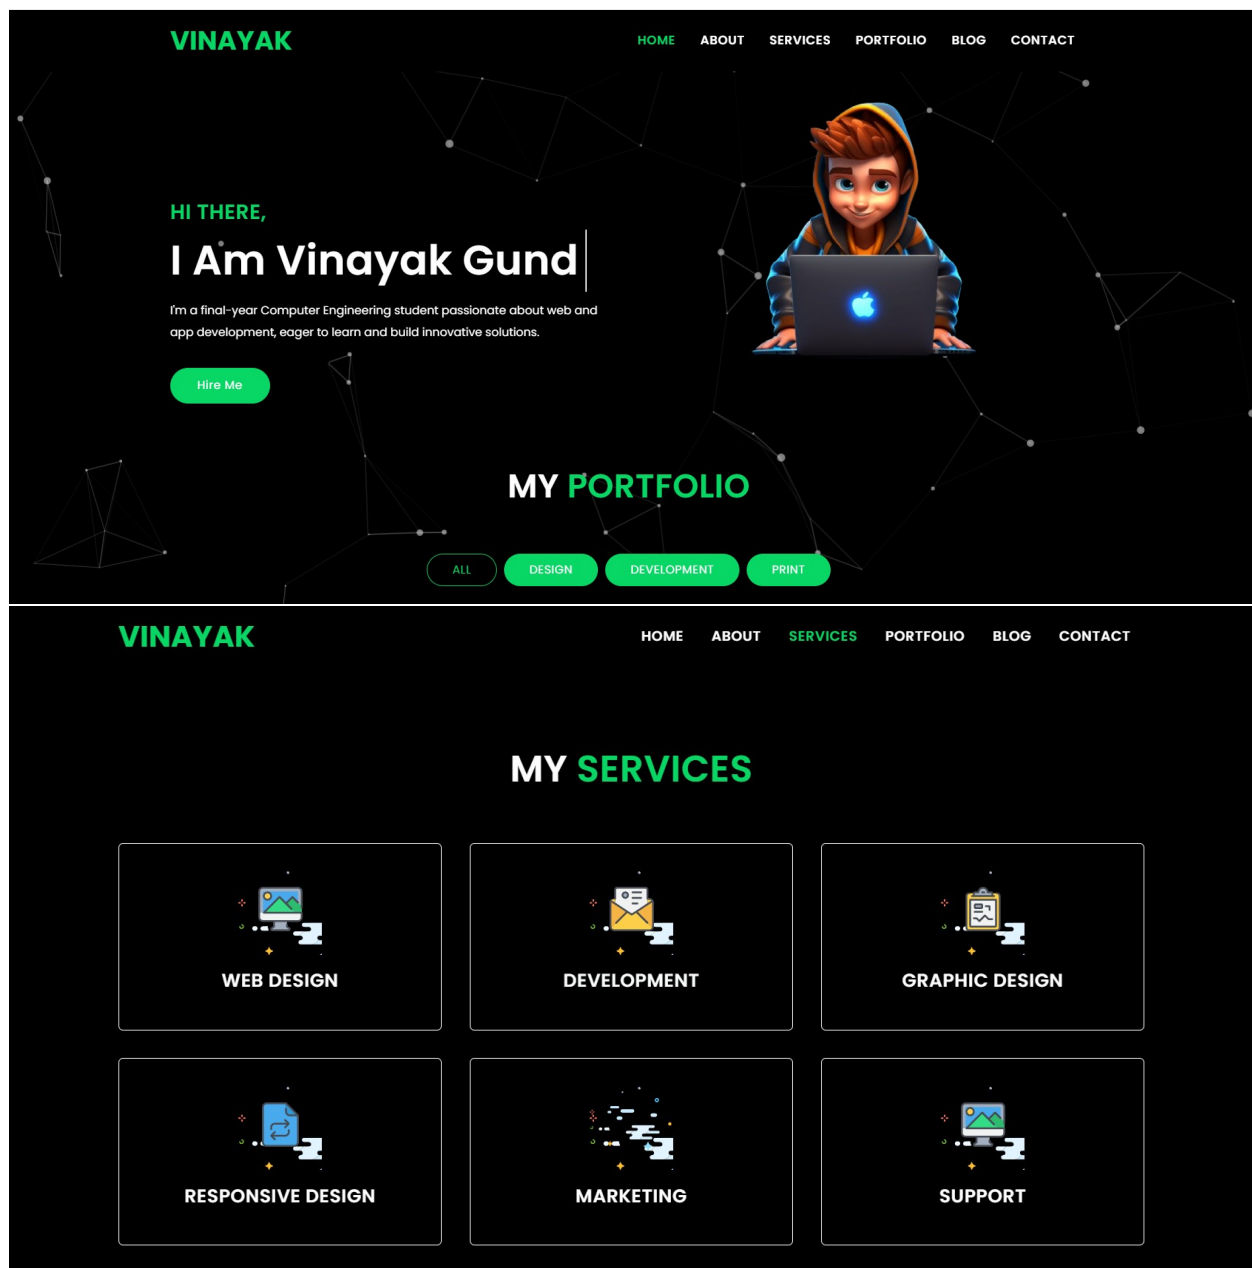 VINAYAK
HOME ABOUT SERVICES PORTFOLIO BLOG CONTACT
HI THERE,
I Am Vinayak Gund
I'm a final-year Computer Engineering student passionate about web and
app development, eager to learn and build innovative solutions.
Hire Me
MY PORTFOLIO
ALL DESIGN DEVELOPMENT PRINT
VINAYAK
HOME ABOUT SERVICES PORTFOLIO BLOG CONTACT
MY SERVICES
WEB DESIGN DEVELOPMENT GRAPHIC DESIGN
RESPONSIVE DESIGN MARKETING SUPPORT